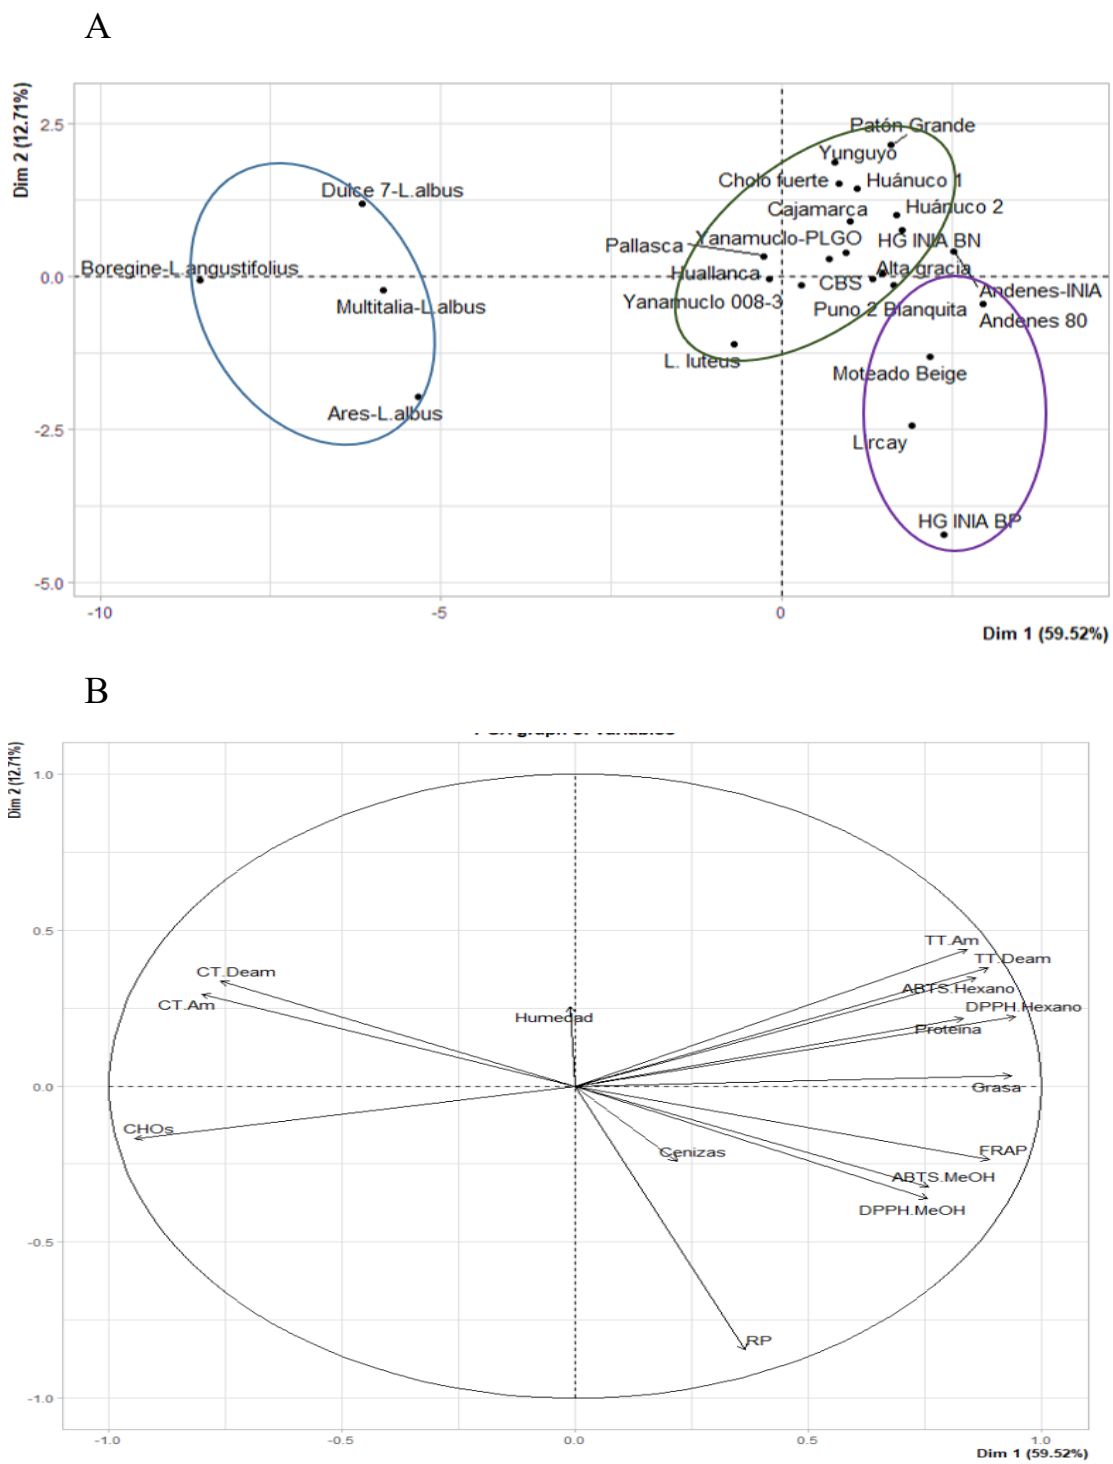 A
Dim 2 (12.71%)
2.5
0.0
-2.5
-5.0
Patón Grande
Yunguyo
Cholo fuerte
Huánuco 1
Dulce 7-L.albus
Cajamarca
Huánuco 2
Pallasca
Yanamuclo-PLGO
HG INIA BN
Boregine-L.angustifolius
Huallanca
Alta gracia
CBS
Andenes-INIA
Multitalia-L.albus
Yanamuclo 008-3
Puno 2 Blanquita
Andenes 80
L. luteus
Moteado Beige
Ares-L.albus
Lircay
HG INIA BP
-10
-5
0
Dim 1 (59.52%)
B
Dim 2 (12.71%)
1.0
0.5
0.0
-0.5
-1.0
TT.Am
TT.Deam
CT.Deam
ABTS.Hexano
CT.Am
DPPH.Hexano
Humedad
Proteina
Grasa
CHOs
Cenizas
FRAP
ABTS.MeOH
DPPH.MeOH
RP
-1.0
-0.5
0.0
0.5
1.0
Dim 1 (59.52%)